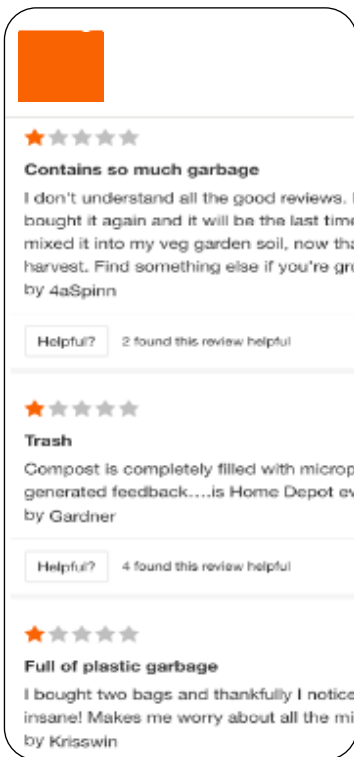 Contains so much garbage
I don't understand all the good reviews.
bought it again and it will be the last time
mixed it into my veg garden soil, now tha
harvest. Find something else if you're gr
by 4aSpinn
Helpful? 2 found this review helpful
Trash
Compost is completely filled with microp
generated feedback....is Home Depot ev
by Gardner
Helpful? 4 found this review helpful
Full of plastic garbage
I bought two bags and thankfully I notice
insane! Makes me worry about all the mi
by Krisswin